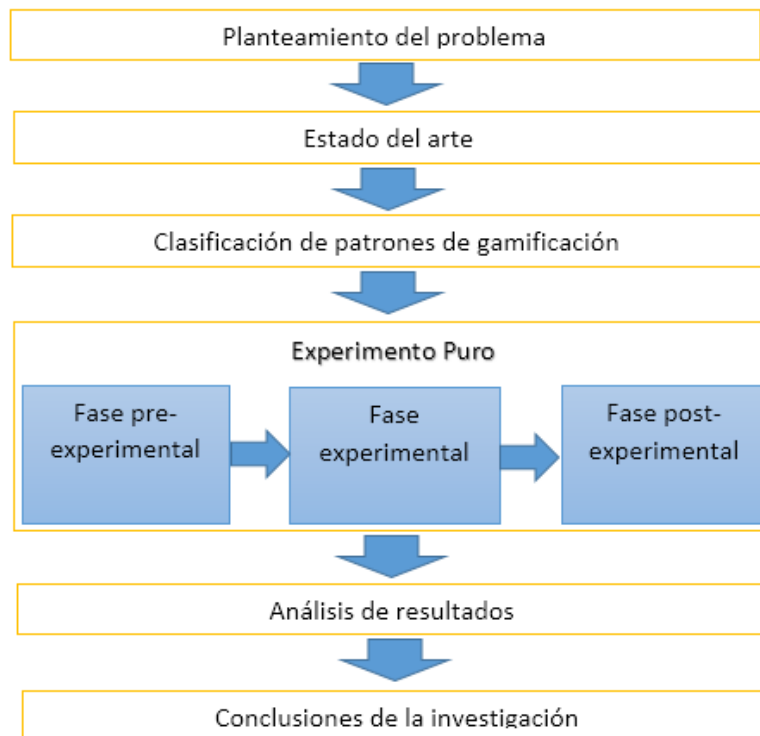 Planteamiento del problema
Estado del arte
Clasificación de patrones de gamificación
Experimento Puro
Fase pre-
experimental
Fase
experimental
Fase post-
experimental
Análisis de resultados
Conclusiones de la investigación